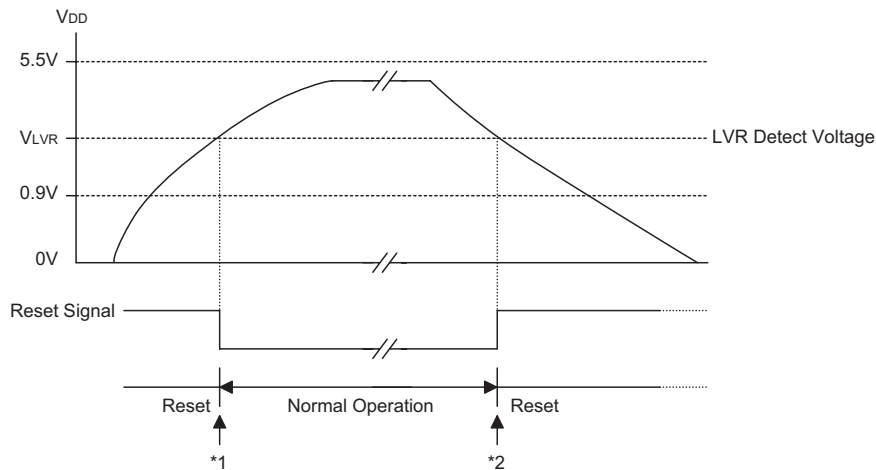 VDD
5.5V
VLVR
LVR Detect Voltage
0.9V
0V
Reset Signal
Reset
Normal Operation
Reset
*1
*2